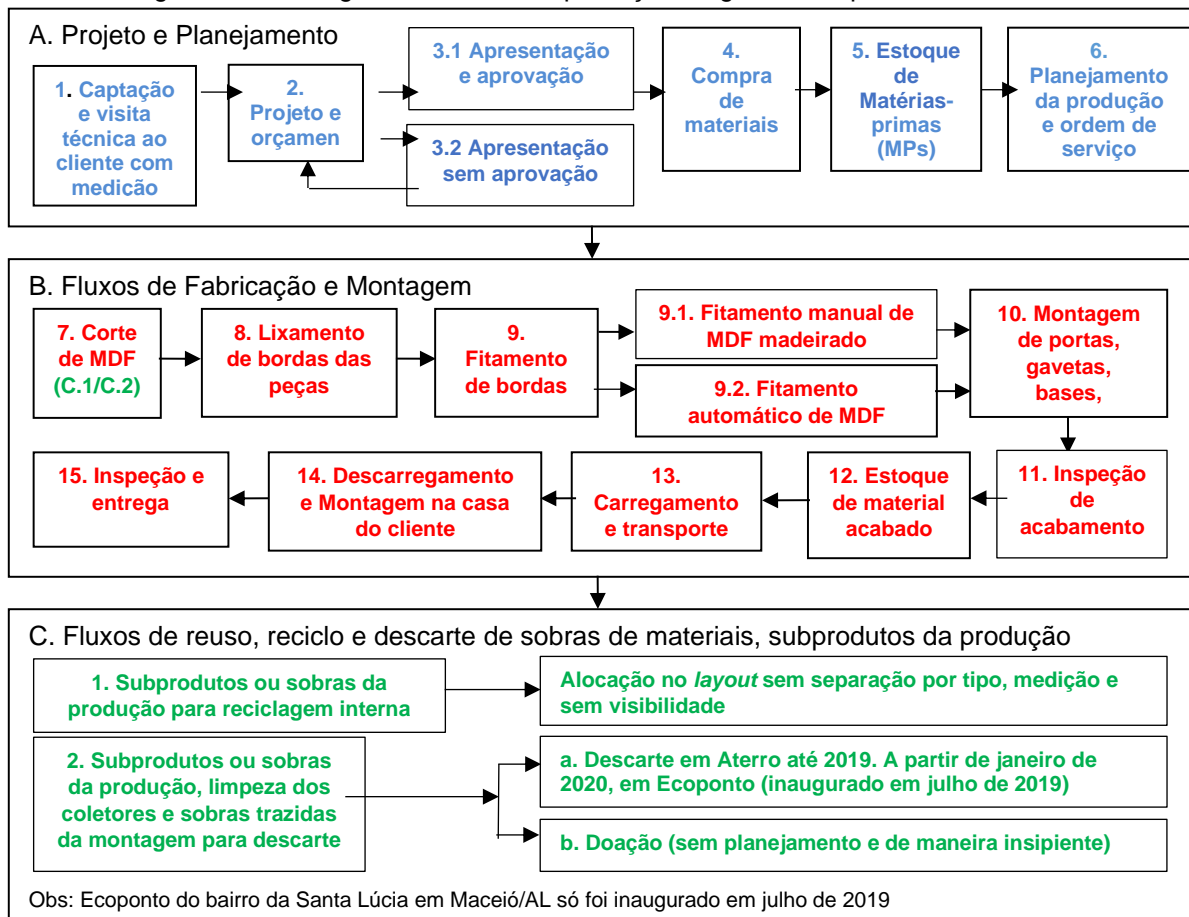 A. Projeto e Planejamento
1. Captação
e visita
técnica ao
cliente com
medição
2.
Projeto e
orçamen
3.1 Apresentação
e aprovação
3.2 Apresentação
sem aprovação
4.
Compra
de
materiais
5. Estoque
de
Matérias-
primas
(MPs)
6.
Planejamento
da produção
e ordem de
serviço
B. Fluxos de Fabricação e Montagem
7. Corte
de MDF
(C.1/C.2)
8. Lixamento
de bordas das
peças
9.
Fitamento
de bordas
9.1. Fitamento manual de
MDF madeirado
9.2. Fitamento
automático de MDF
10. Montagem
de portas,
gavetas,
bases,
11. Inspeção
de
acabamento
12. Estoque
de material
acabado
13.
Carregamento
e transporte
14. Descarregamento
e Montagem na casa
do cliente
15. Inspeção e
entrega
C. Fluxos de reuso, reciclo e descarte de sobras de materiais, subprodutos da produção
1. Subprodutos ou sobras da
produção para reciclagem interna
Alocação no layout sem separação por tipo, medição e
sem visibilidade
2. Subprodutos ou sobras
da produção, limpeza dos
coletores e sobras trazidas
da montagem para descarte
a. Descarte em Aterro até 2019. A partir de janeiro de
2020, em Ecoponto (inaugurado em julho de 2019)
b. Doação (sem planejamento e de maneira insipiente)
Obs: Ecoponto do bairro da Santa Lúcia em Maceió/AL só foi inaugurado em julho de 2019